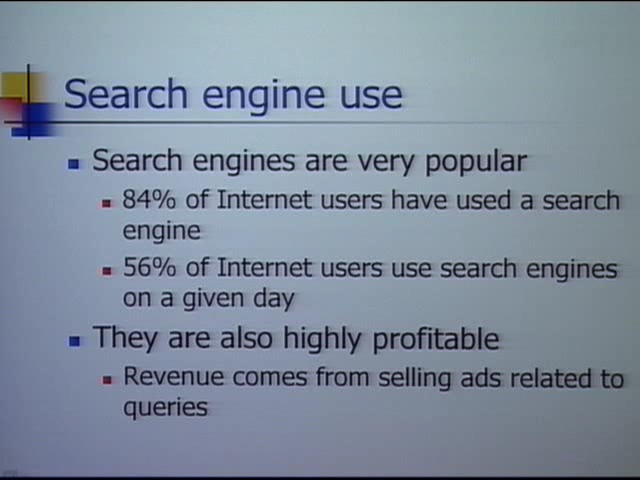 Search engine use
Search engines are very popular
84% of Internet users have used a search
engine
56% of Internet users use search engines
on a given day
They are also highly profitable
Revenue comes from selling ads related to
queries